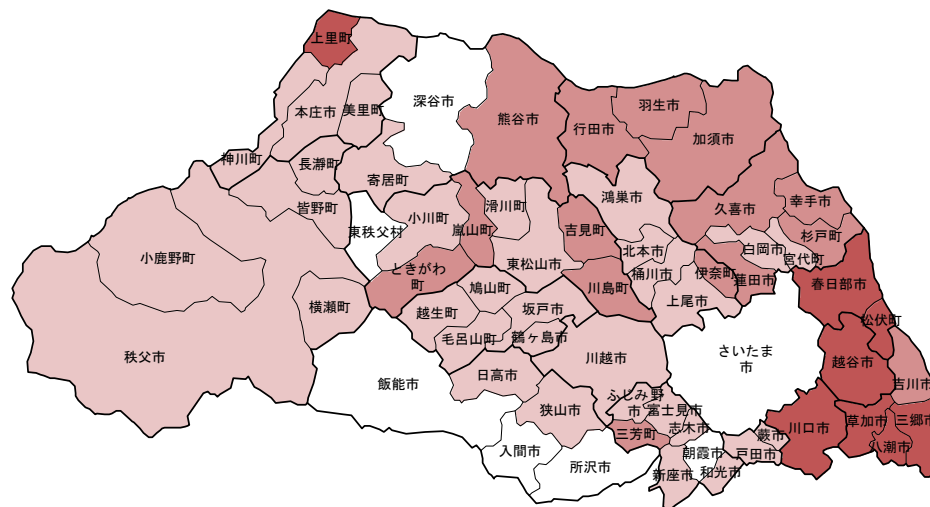 上里町
深谷市
本庄市
美里町
熊谷市
行田市
羽生市
加須市
神川町
長瀞町
寄居町
皆野町
東秩父村
小川町
嵐山町
滑川町
吉見町
鴻巣市
久喜市
幸手市
杉戸町
小鹿野町
ときがわ
町
東松山市
北本市
桶川市
白岡市
宮代町
伊奈町
蓮田市
川島町
鳩山町
横瀬町
越生町
坂戸市
上尾市
春日部市
松伏町
毛呂山町
鶴ヶ島市
秩父市
飯能市
日高市
川越市
さいたま
市
越谷市
吉川市
狭山市
ふじみ野
市
富士見市
志木市
三芳町
川口市
草加市
三郷市
八潮市
蕨市
戸田市
入間市
所沢市
朝霞市
新座市
和光市